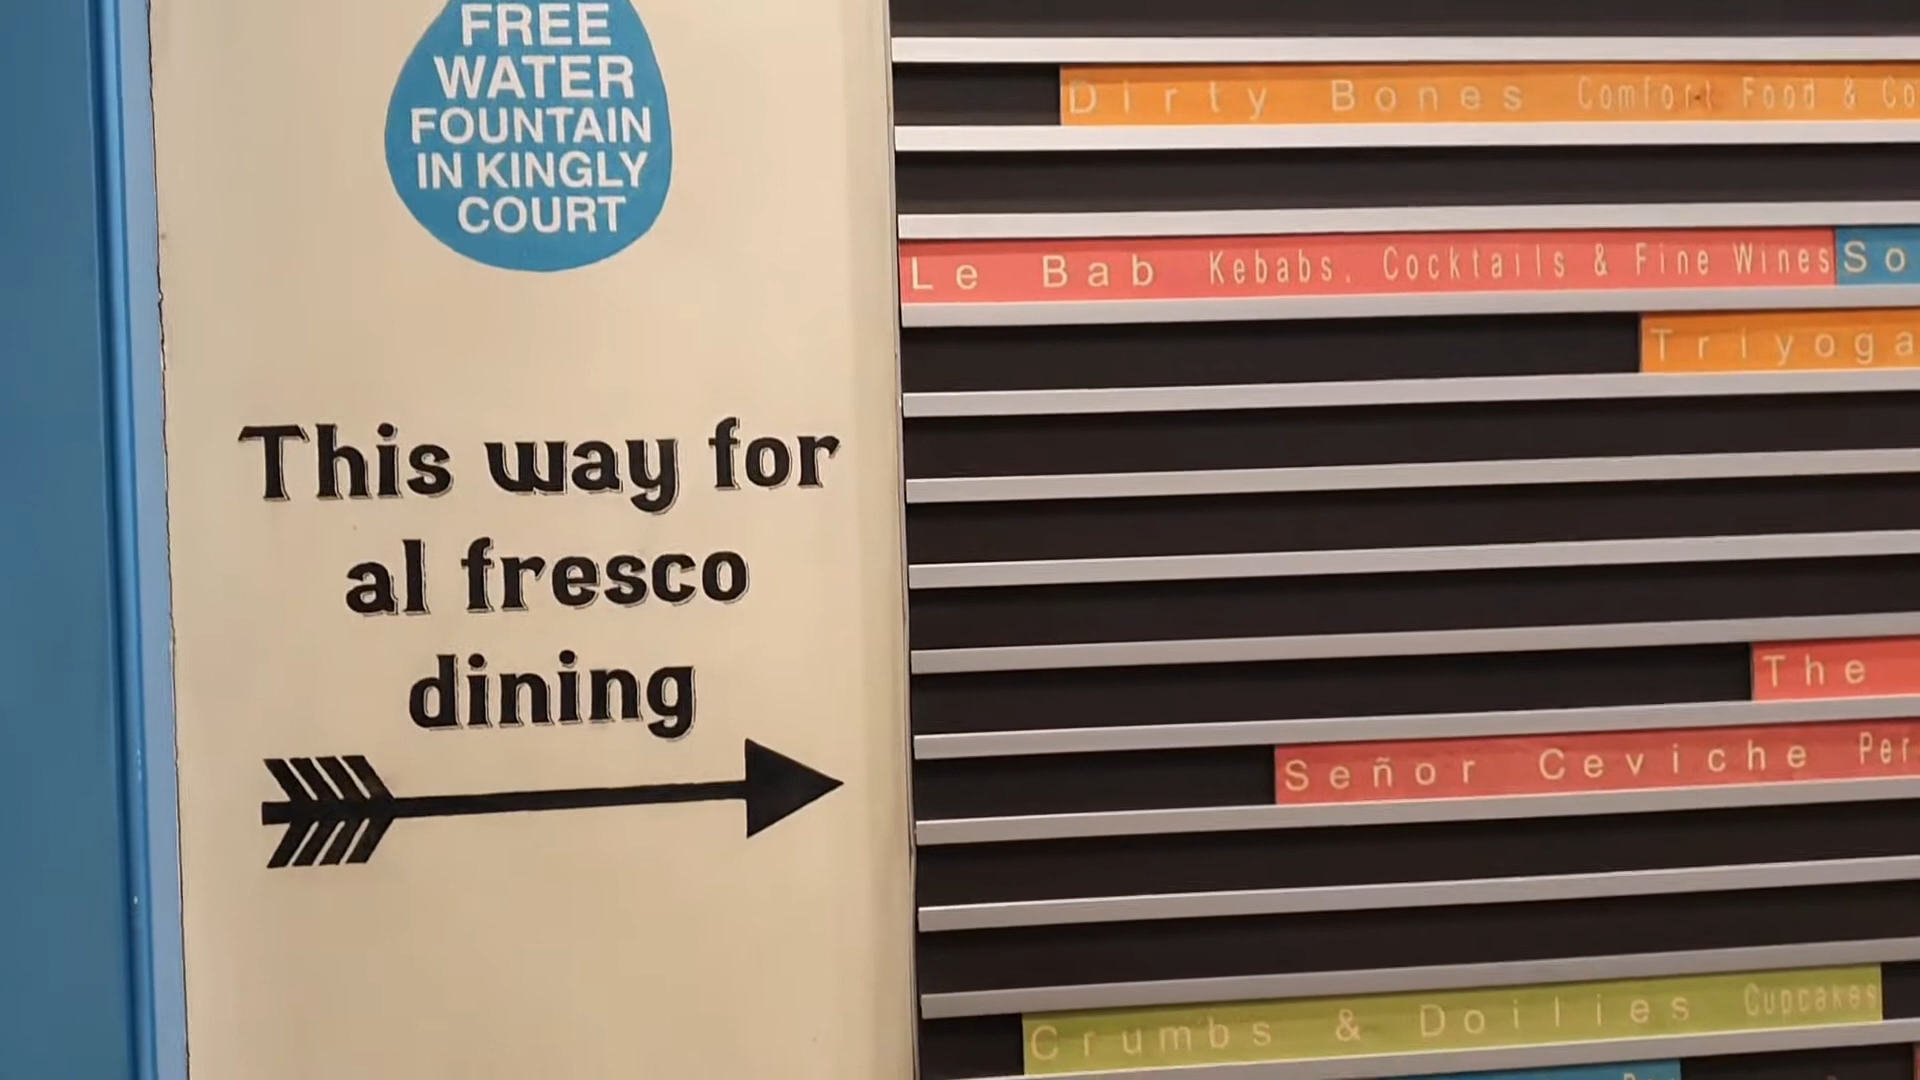 FREE
WATER
FOUNTAIN
IN KINGLY
COURT
This way for
al fresco
dining
Dirty Bones Comfort Food & Co
Le Bab Kebabs, Cocktails & Fine Wines
So
Triyoga
The
Señor Ceviche Per
Crumbs & Doilies Cupcakes